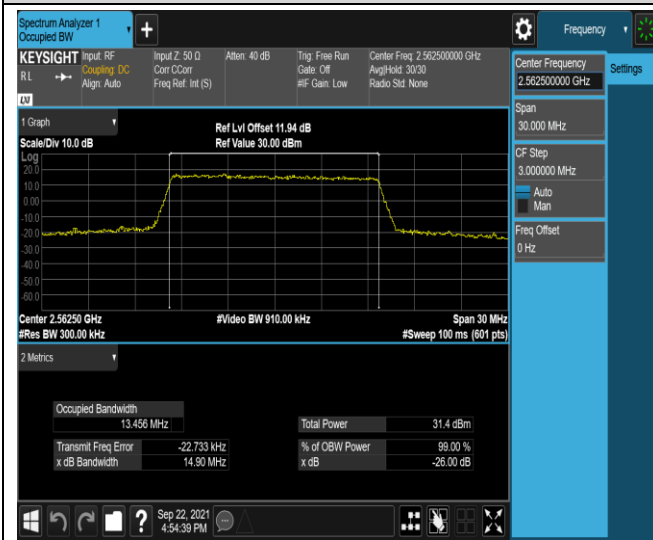 Spectrum Analyzer 1
Occupied BW
+
Frequency
KEYSIGHT
RL
LXI
Input: RF
Coupling: DC
Align: Auto
Input Z: 50 Ω
Corr CCorr
Freq Ref: Int (S)
Atten: 40 dB
Trig: Free Run
Gate: Off
#IF Gain: Low
Center Freq: 2.562500000 GHz
Avg|Hold: 30/30
Radio Std: None
Center Frequency
2.562500000 GHz
Settings
Span
30.000 MHz
CF Step
3.000000 MHz
Auto
Man
Freq Offset
0 Hz
1 Graph
Scale/Div 10.0 dB
Ref Lvl Offset 11.94 dB
Ref Value 30.00 dBm
Log
20.0
10.0
0.00
-10.0
-20.0
-30.0
-40.0
-50.0
-60.0
Center 2.56250 GHz
#Res BW 300.00 kHz
#Video BW 910.00 kHz
Span 30 MHz
#Sweep 100 ms (601 pts)
2 Metrics
Occupied Bandwidth
13.456 MHz
Total Power 31.4 dBm
Transmit Freq Error -22.733 kHz
% of OBW Power 99.00 %
x dB Bandwidth 14.90 MHz
x dB -26.00 dB
?
Sep 22, 2021
4:54:39 PM